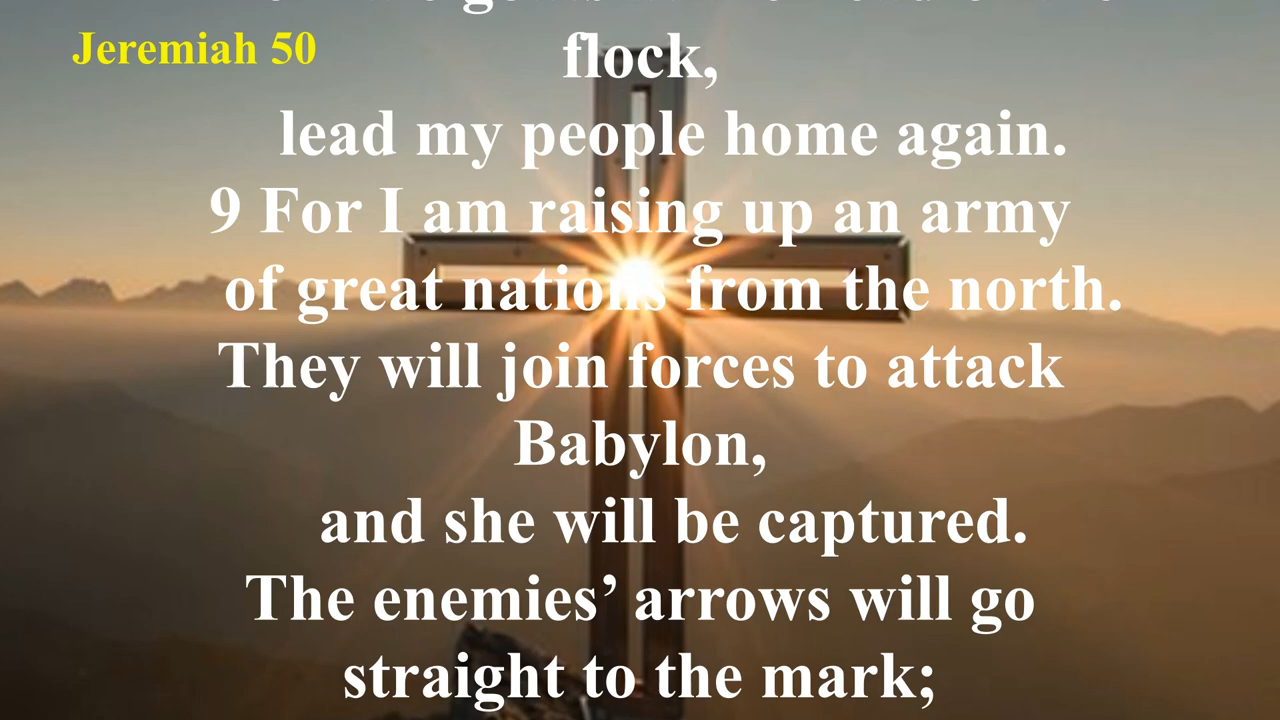 Jeremiah 50
flock,
lead my people home again.
9 For I am raising up an army
of great nations from the north.
They will join forces to attack
Babylon,
and she will be captured.
The enemies’ arrows will go
straight to the mark;